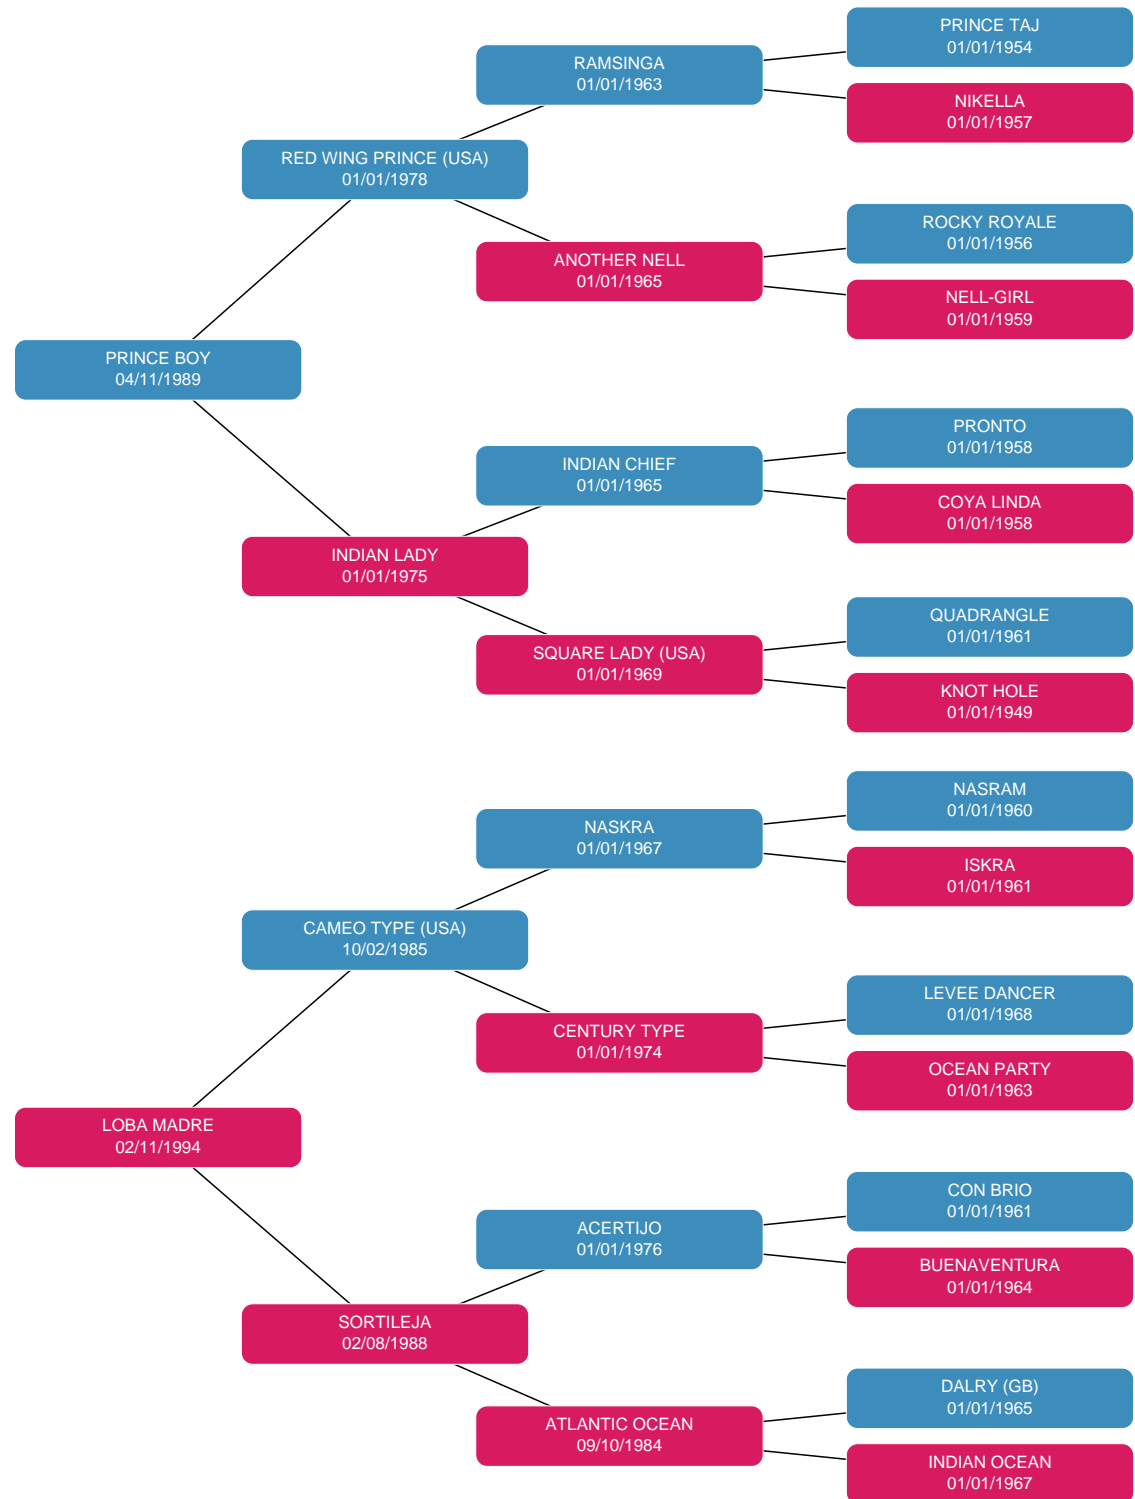 PRINCE TAJ
01/01/1954
RAMSINGA
01/01/1963
NIKELLA
01/01/1957
RED WING PRINCE (USA)
01/01/1978
ROCKY ROYALE
01/01/1956
ANOTHER NELL
01/01/1965
NELL-GIRL
01/01/1959
PRINCE BOY
04/11/1989
PRONTO
01/01/1958
INDIAN CHIEF
01/01/1965
COYA LINDA
01/01/1958
INDIAN LADY
01/01/1975
QUADRANGLE
01/01/1961
SQUARE LADY (USA)
01/01/1969
KNOT HOLE
01/01/1949
NASRAM
01/01/1960
NASKRA
01/01/1967
ISKRA
01/01/1961
CAMEO TYPE (USA)
10/02/1985
LEVEE DANCER
01/01/1968
CENTURY TYPE
01/01/1974
OCEAN PARTY
01/01/1963
LOBA MADRE
02/11/1994
CON BRIO
01/01/1961
ACERTIJO
01/01/1976
BUENAVENTURA
01/01/1964
SORTILEJA
02/08/1988
DALRY (GB)
01/01/1965
ATLANTIC OCEAN
09/10/1984
INDIAN OCEAN
01/01/1967